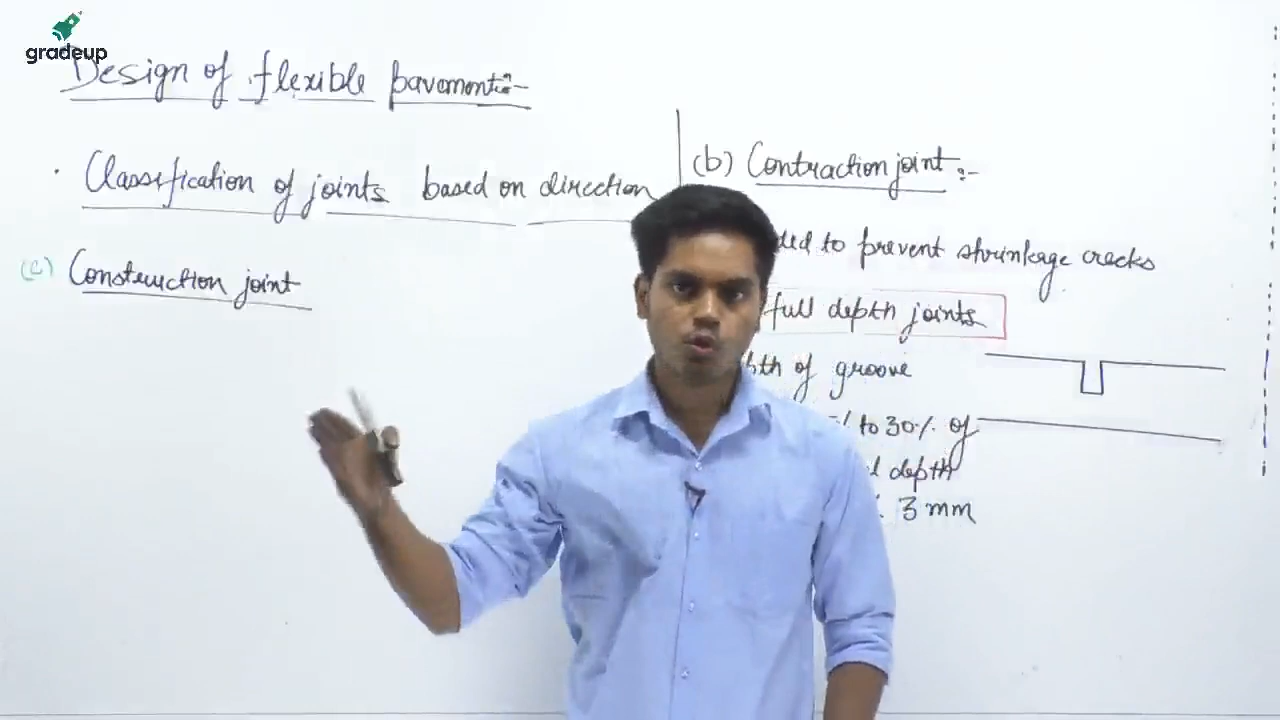 gradeup
Design of flexible pavement:-
Classification of joints based on direction
(c) Construction joint
(b) Contraction joint :-
to prevent shrinkage cracks
full depth joints
of groove
to 30% of
depth
3 mm